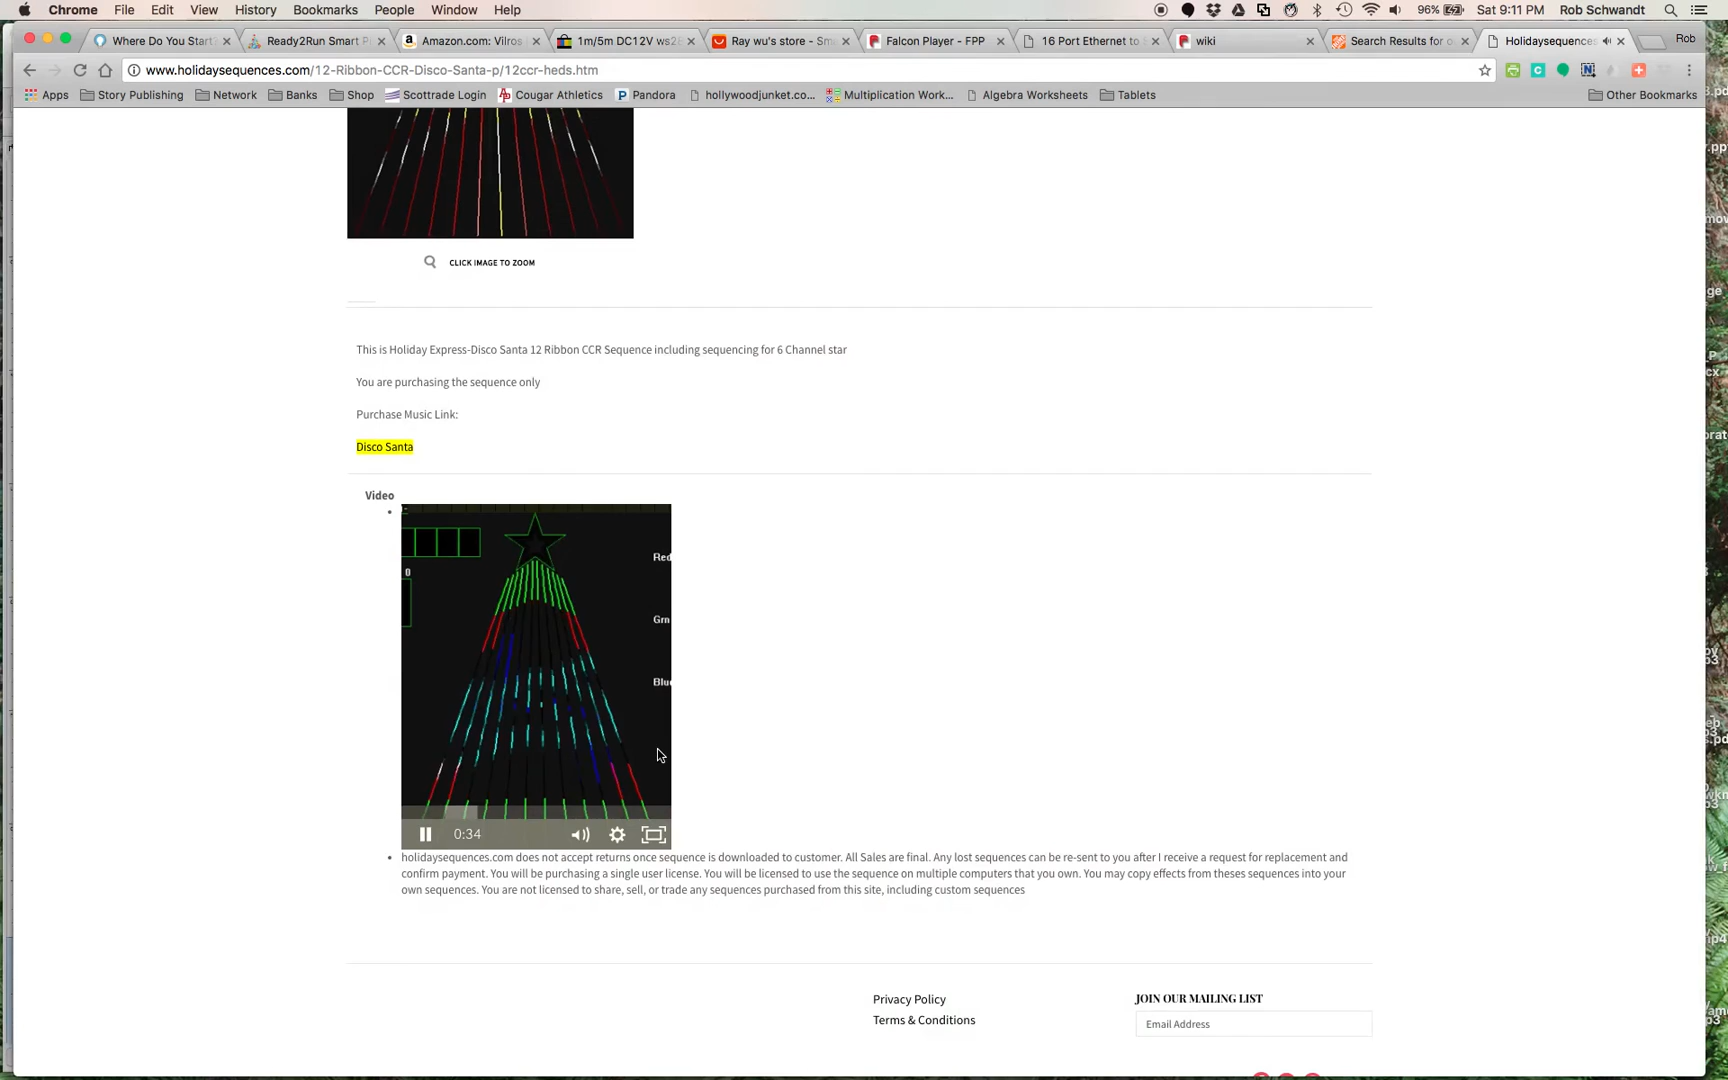 Chrome File Edit View History Bookmarks People Window Help 96% Sat 9:11 PM Rob Schwandt
Where Do You Start Ready2Run Smart P Amazon.com: Vilros 1m/5m DC12V ws28 Ray wu's store - Sm Falcon Player - FPP 16 Port Ethernet to wiki Search Results for o Holidaysequences Rob
www.holidaysequences.com/12-Ribbon-CCR-Disco-Santa-p/12ccr-heds.htm
Apps Story Publishing Network Banks Shop Scottrade Login Cougar Athletics Pandora hollywoodjunket.co... Multiplication Work... Algebra Worksheets Tablets Other Bookmarks
CLICK IMAGE TO ZOOM
This is Holiday Express-Disco Santa 12 Ribbon CCR Sequence including sequencing for 6 Channel star
You are purchasing the sequence only
Purchase Music Link:
Disco Santa
Video
Red
0
Grn
Blu
0:34
holidaysequences.com does not accept returns once sequence is downloaded to customer. All Sales are final. Any lost sequences can be re-sent to you after I receive a request for replacement and
confirm payment. You will be purchasing a single user license. You will be licensed to use the sequence on multiple computers that you own. You may copy effects from theses sequences into your
own sequences. You are not licensed to share, sell, or trade any sequences purchased from this site, including custom sequences
Privacy Policy
JOIN OUR MAILING LIST
Terms & Conditions
Email Address